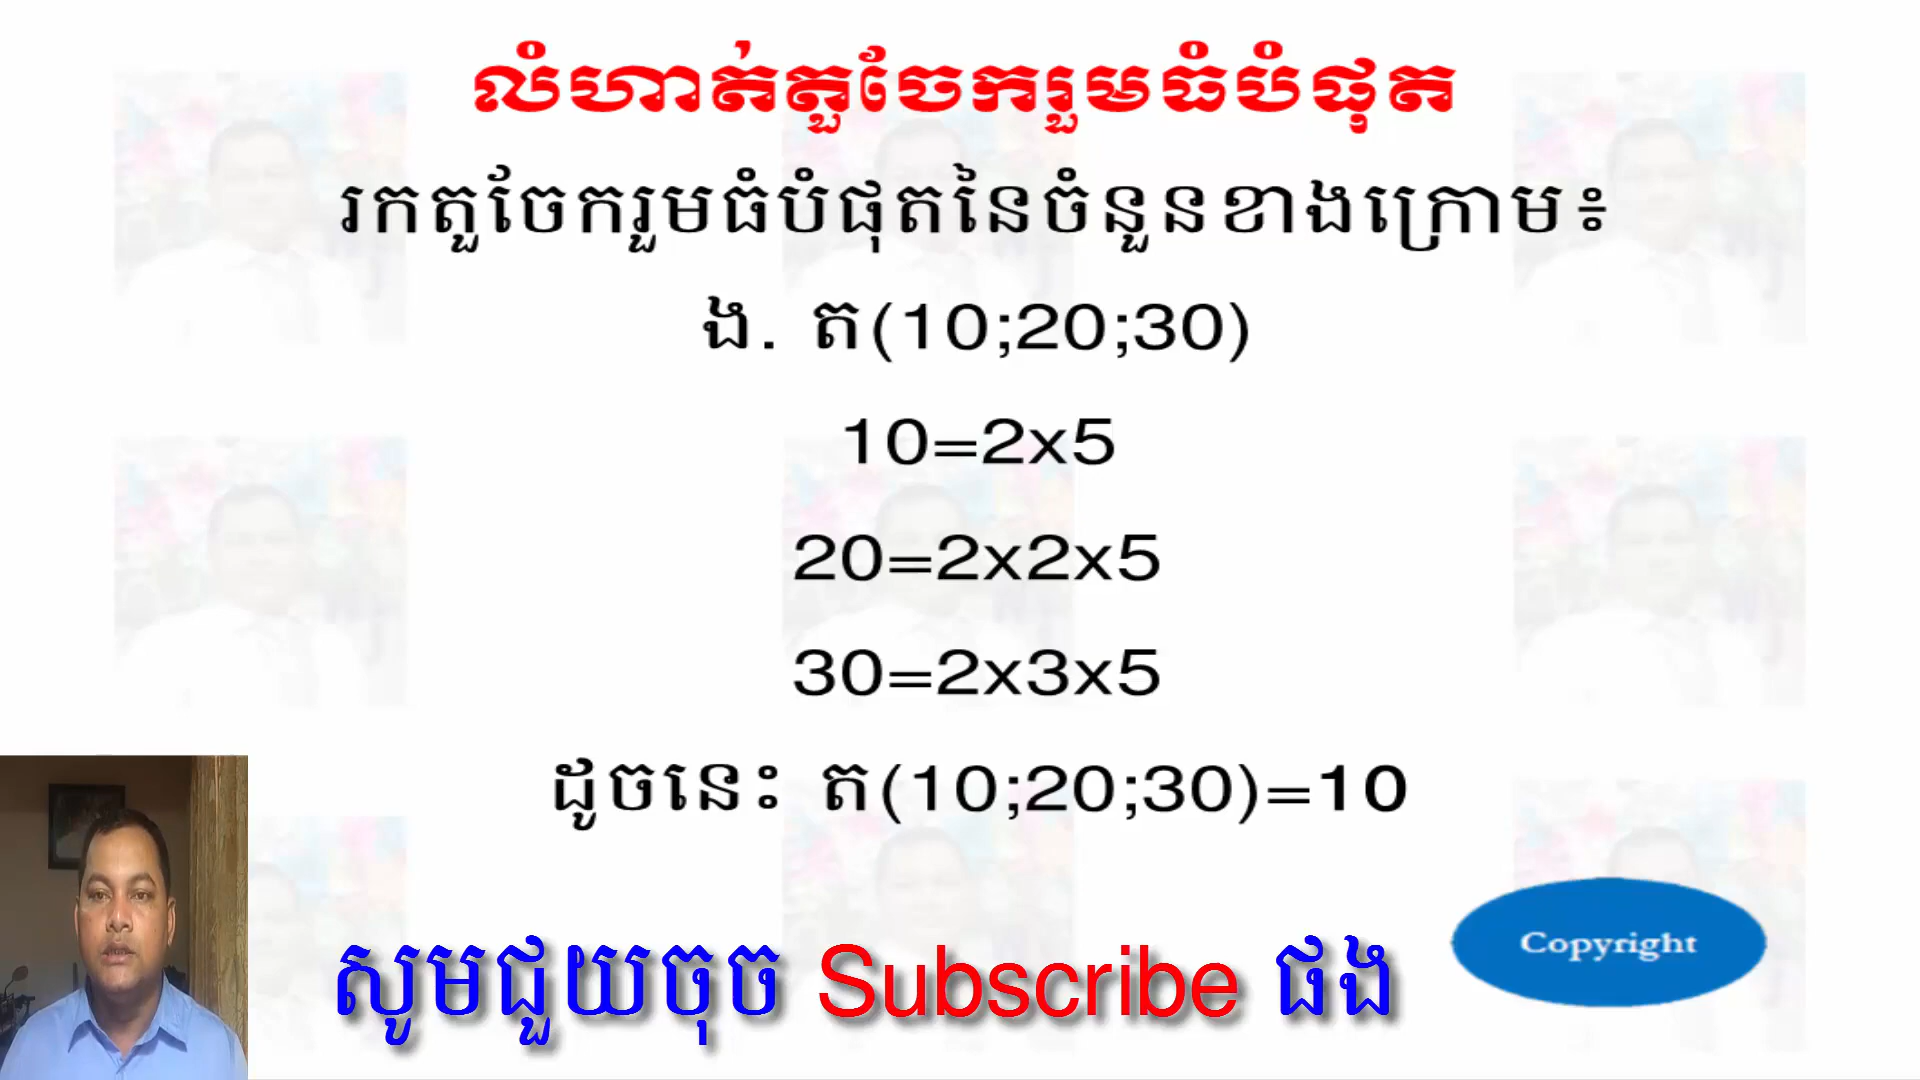 លំហាត់តួចែករួមធំបំផុត
រកតួចែករួមធំបំផុតនៃចំនួនខាងក្រោម៖
ង. ត(10;20;30)
10=2x5
20=2x2x5
30=2x3x5
ដូចនេះ ត(10;20;30)=10
សូមជួយចុច Subscribe ផង
Copyright